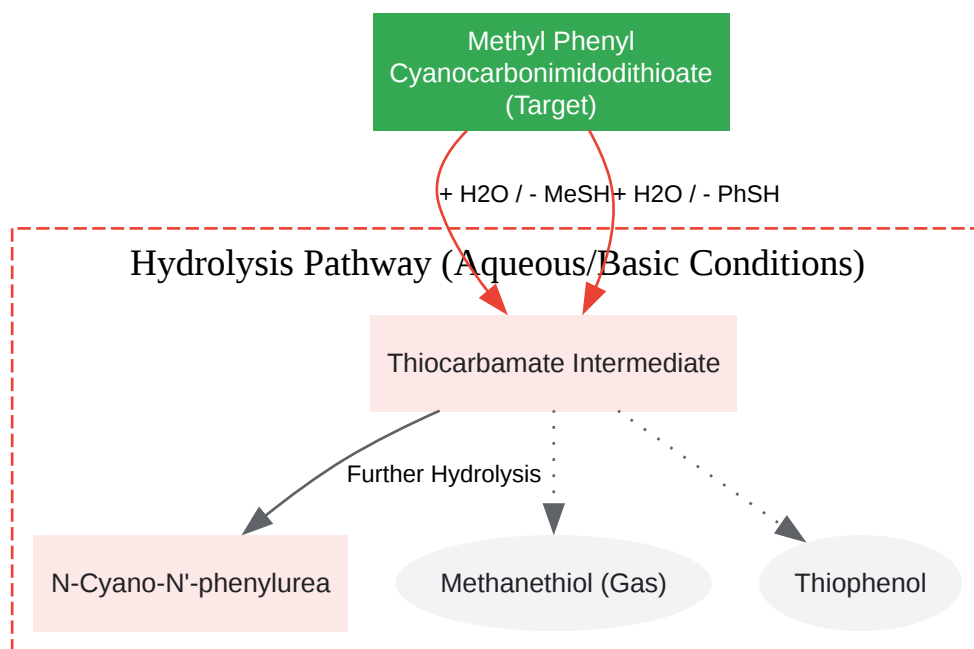 Methyl Phenyl
Cyanocarbonimidodithioate
(Target)
+ H2O / - MeSH
+ H2O / - PhSH
Hydrolysis Pathway (Aqueous/Basic Conditions)
Thiocarbamate Intermediate
Further Hydrolysis
N-Cyano-N'-phenylurea
Methanethiol (Gas)
Thiophenol